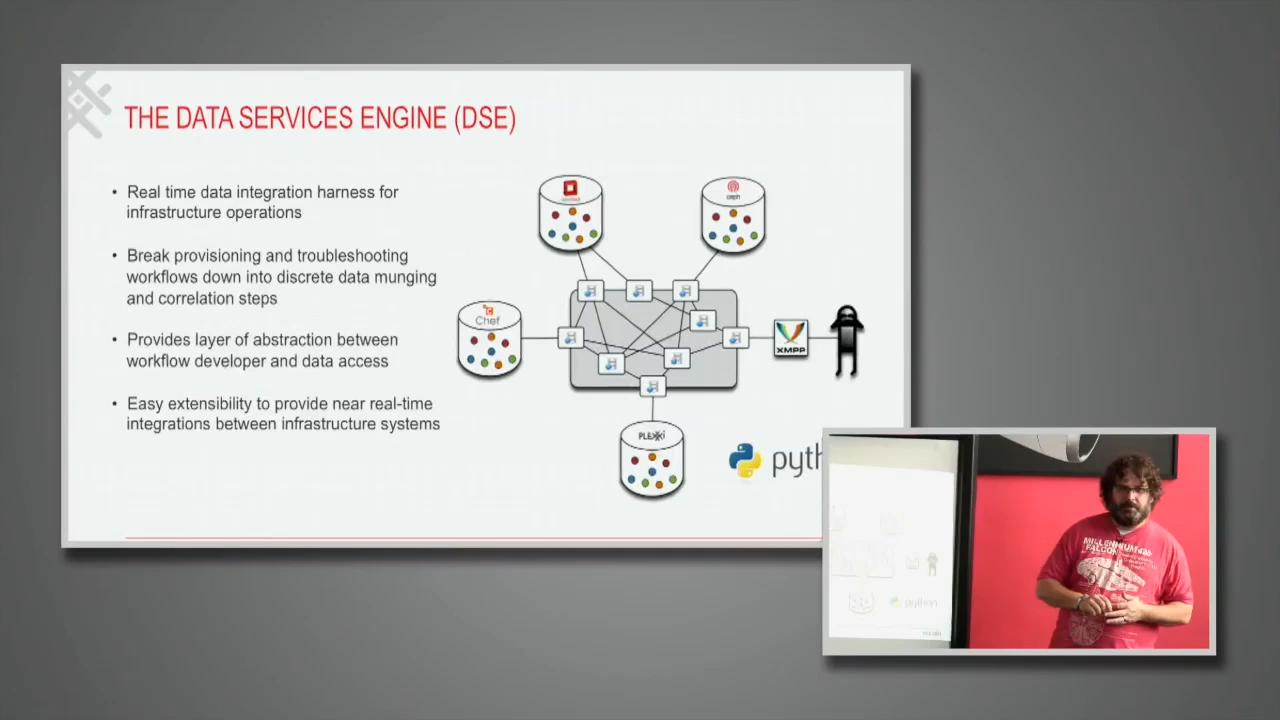 THE DATA SERVICES ENGINE (DSE)
• Real time data integration harness for
infrastructure operations
• Break provisioning and troubleshooting
workflows down into discrete data munging
and correlation steps
• Provides layer of abstraction between
workflow developer and data access
• Easy extensibility to provide near real-time
integrations between infrastructure systems
ceph
Chef
XMPP
PLEXXI
pyth
MILLENNIUM
FALCON
python